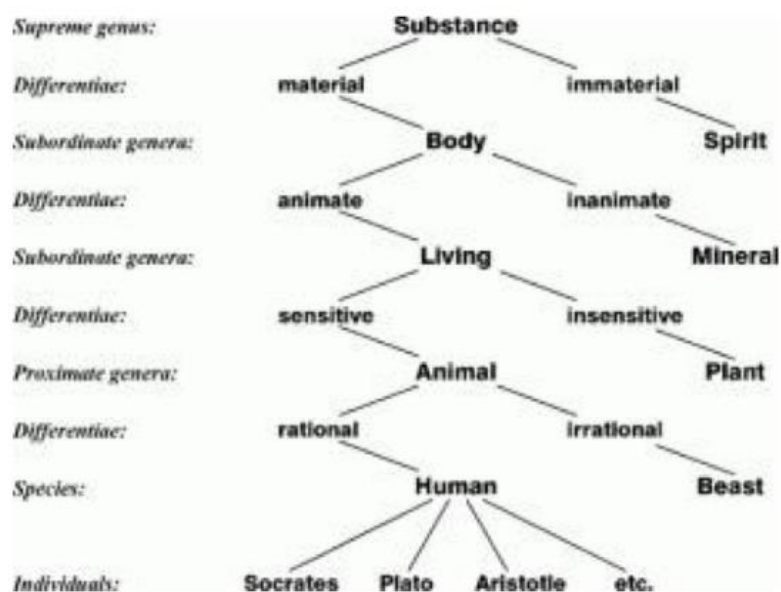 Supreme genus: Substance
Differentiae: material immaterial
Subordinate genera: Body Spirit
Differentiae: animate inanimate
Subordinate genera: Living Mineral
Differentiae: sensitive insensitive
Proximate genera: Animal Plant
Differentiae: rational irrational
Species: Human Beast
Individuals: Socrates Plato Aristotle etc.